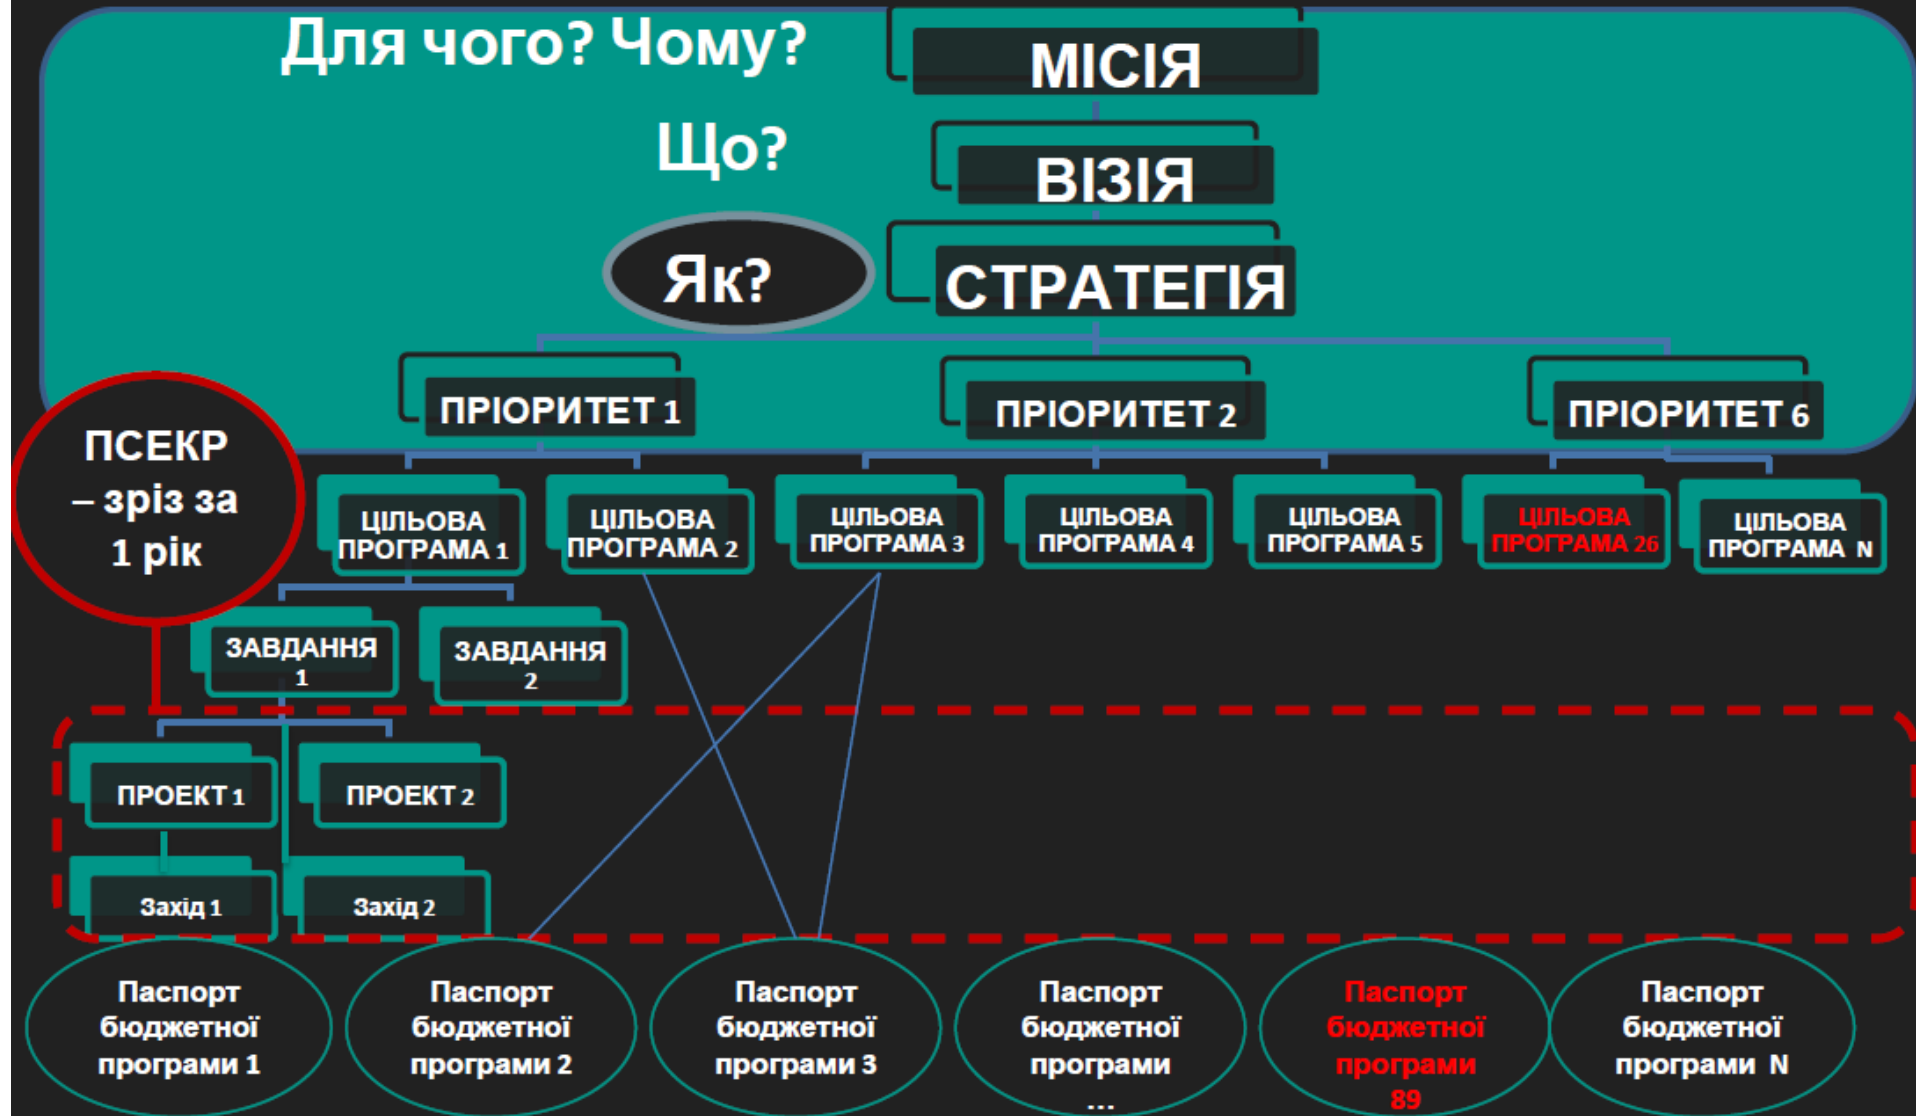 Для чого? Чому?
МІСІЯ
Що?
ВІЗІЯ
Як?
СТРАТЕГІЯ
ПРІОРИТЕТ 1
ПРІОРИТЕТ 2
ПРІОРИТЕТ 6
ПСЕКР
– зріз за
1 рік
ЦІЛЬОВА
ПРОГРАМА 1
ЦІЛЬОВА
ПРОГРАМА 2
ЦІЛЬОВА
ПРОГРАМА 3
ЦІЛЬОВА
ПРОГРАМА 4
ЦІЛЬОВА
ПРОГРАМА 5
ЦІЛЬОВА
ПРОГРАМА 26
ЦІЛЬОВА
ПРОГРАМА N
ЗАВДАННЯ
1
ЗАВДАННЯ
2
ПРОЕКТ 1
ПРОЕКТ 2
Захід 1
Захід 2
Паспорт
бюджетної
програми 1
Паспорт
бюджетної
програми 2
Паспорт
бюджетної
програми 3
Паспорт
бюджетної
програми
...
Паспорт
бюджетної
програми
89
Паспорт
бюджетної
програми N